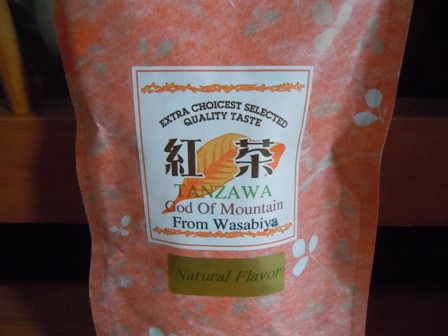 EXTRA CHOICEST SELECTED
QUALITY TASTE
紅茶
TANZAWA
God Of Mountain
From Wasabiya
Natural Flavor